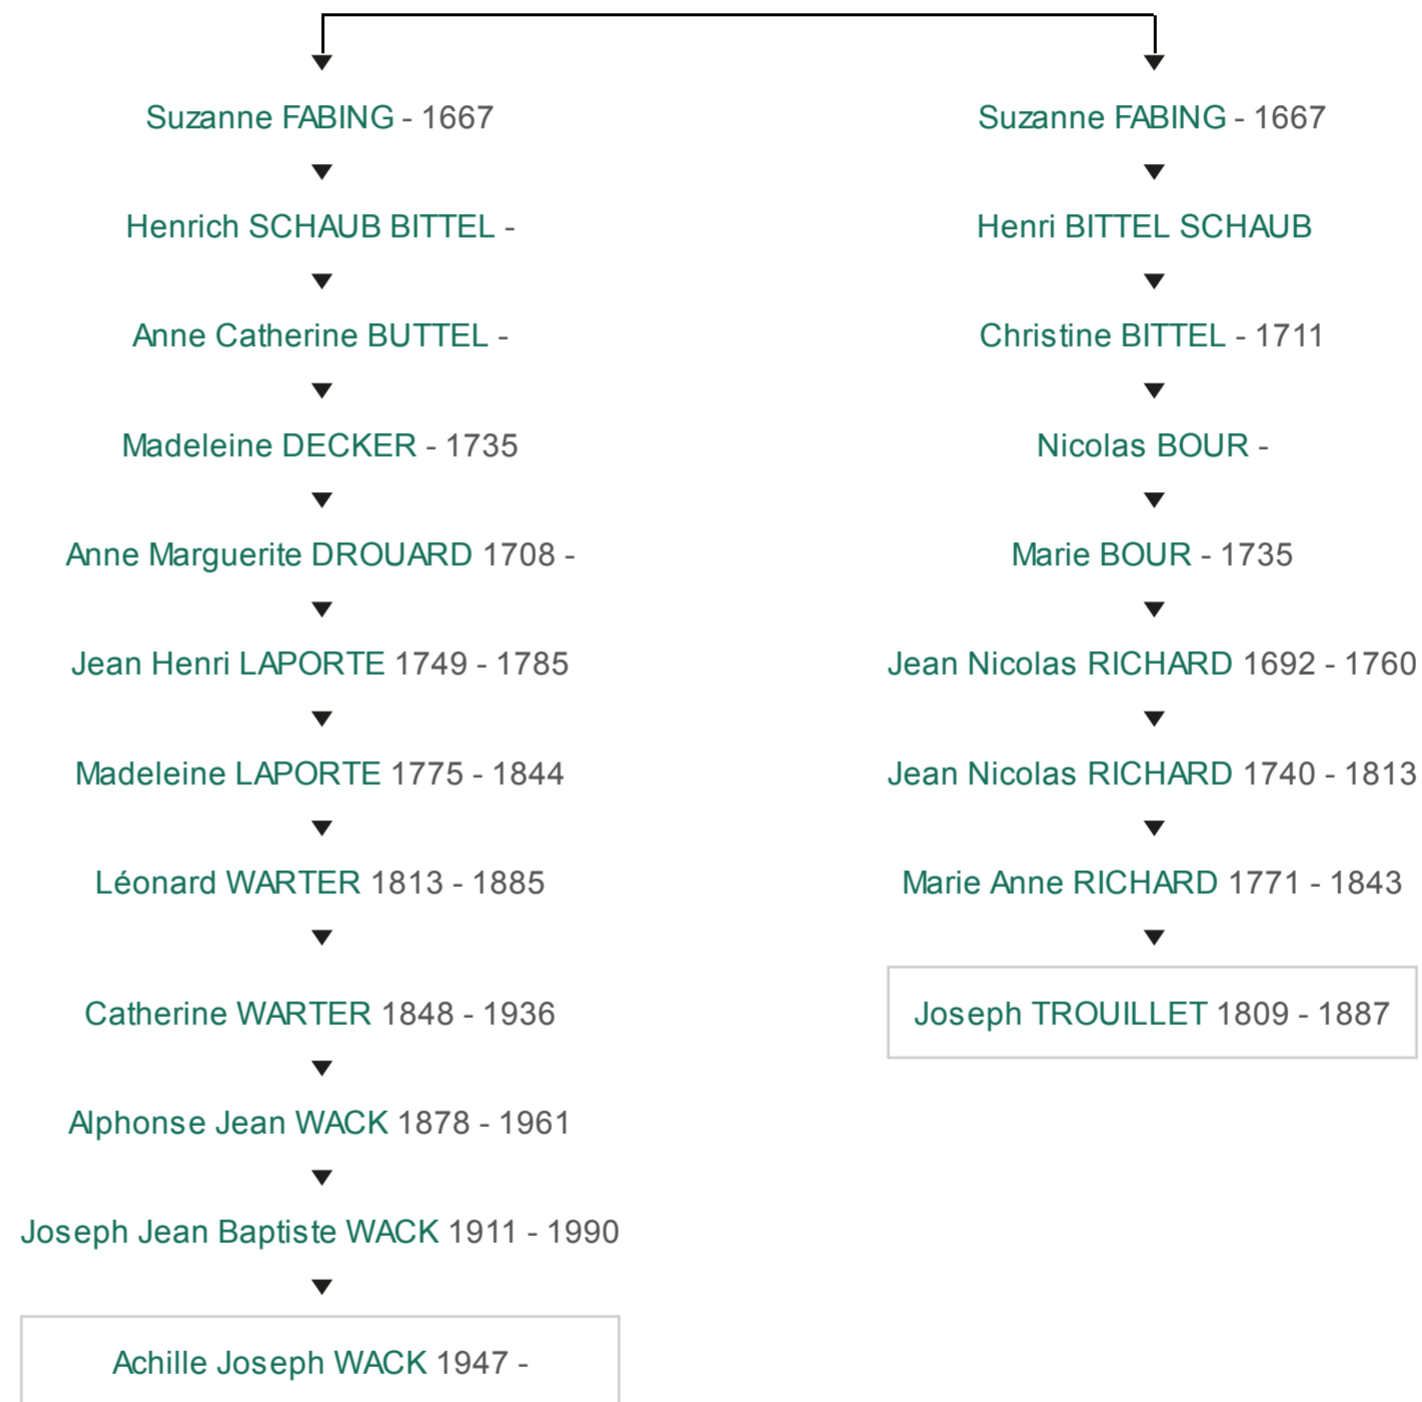 Suzanne FABING - 1667
Henrich SCHAUB BITTEL -
Anne Catherine BUTTEL -
Madeleine DECKER - 1735
Anne Marguerite DROUARD 1708 -
Jean Henri LAPORTE 1749 - 1785
Madeleine LAPORTE 1775 - 1844
Léonard WARTER 1813 - 1885
Catherine WARTER 1848 - 1936
Alphonse Jean WACK 1878 - 1961
Joseph Jean Baptiste WACK 1911 - 1990
Achille Joseph WACK 1947 -
Suzanne FABING - 1667
Henri BITTEL SCHAUB
Christine BITTEL - 1711
Nicolas BOUR -
Marie BOUR - 1735
Jean Nicolas RICHARD 1692 - 1760
Jean Nicolas RICHARD 1740 - 1813
Marie Anne RICHARD 1771 - 1843
Joseph TROUILLET 1809 - 1887